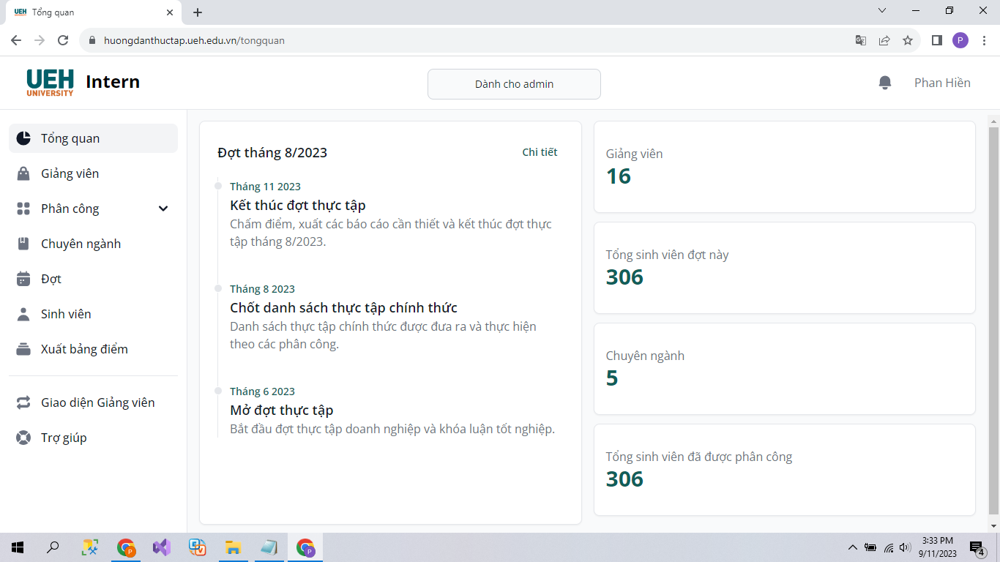 UEH
UNIVERSITY
Tổng quan
huongdanthuctap.ueh.edu.vn/tongquan
P
UEH
UNIVERSITY
Intern
Dành cho admin
Phan Hiền
Tổng quan
Giảng viên
Phân công
Chuyên ngành
Đợt
Sinh viên
Xuất bảng điểm
Giao diện Giảng viên
Trợ giúp
Đợt tháng 8/2023
Chi tiết
Tháng 11 2023
Kết thúc đợt thực tập
Chấm điểm, xuất các báo cáo cần thiết và kết thúc đợt thực
tập tháng 8/2023.
Tháng 8 2023
Chốt danh sách thực tập chính thức
Danh sách thực tập chính thức được đưa ra và thực hiện
theo các phân công.
Tháng 6 2023
Mở đợt thực tập
Bắt đầu đợt thực tập doanh nghiệp và khóa luận tốt nghiệp.
Giảng viên
16
Tổng sinh viên đợt này
306
Chuyên ngành
5
Tổng sinh viên đã được phân công
306
P
E
V
P
3:33 PM
9/11/2023
4